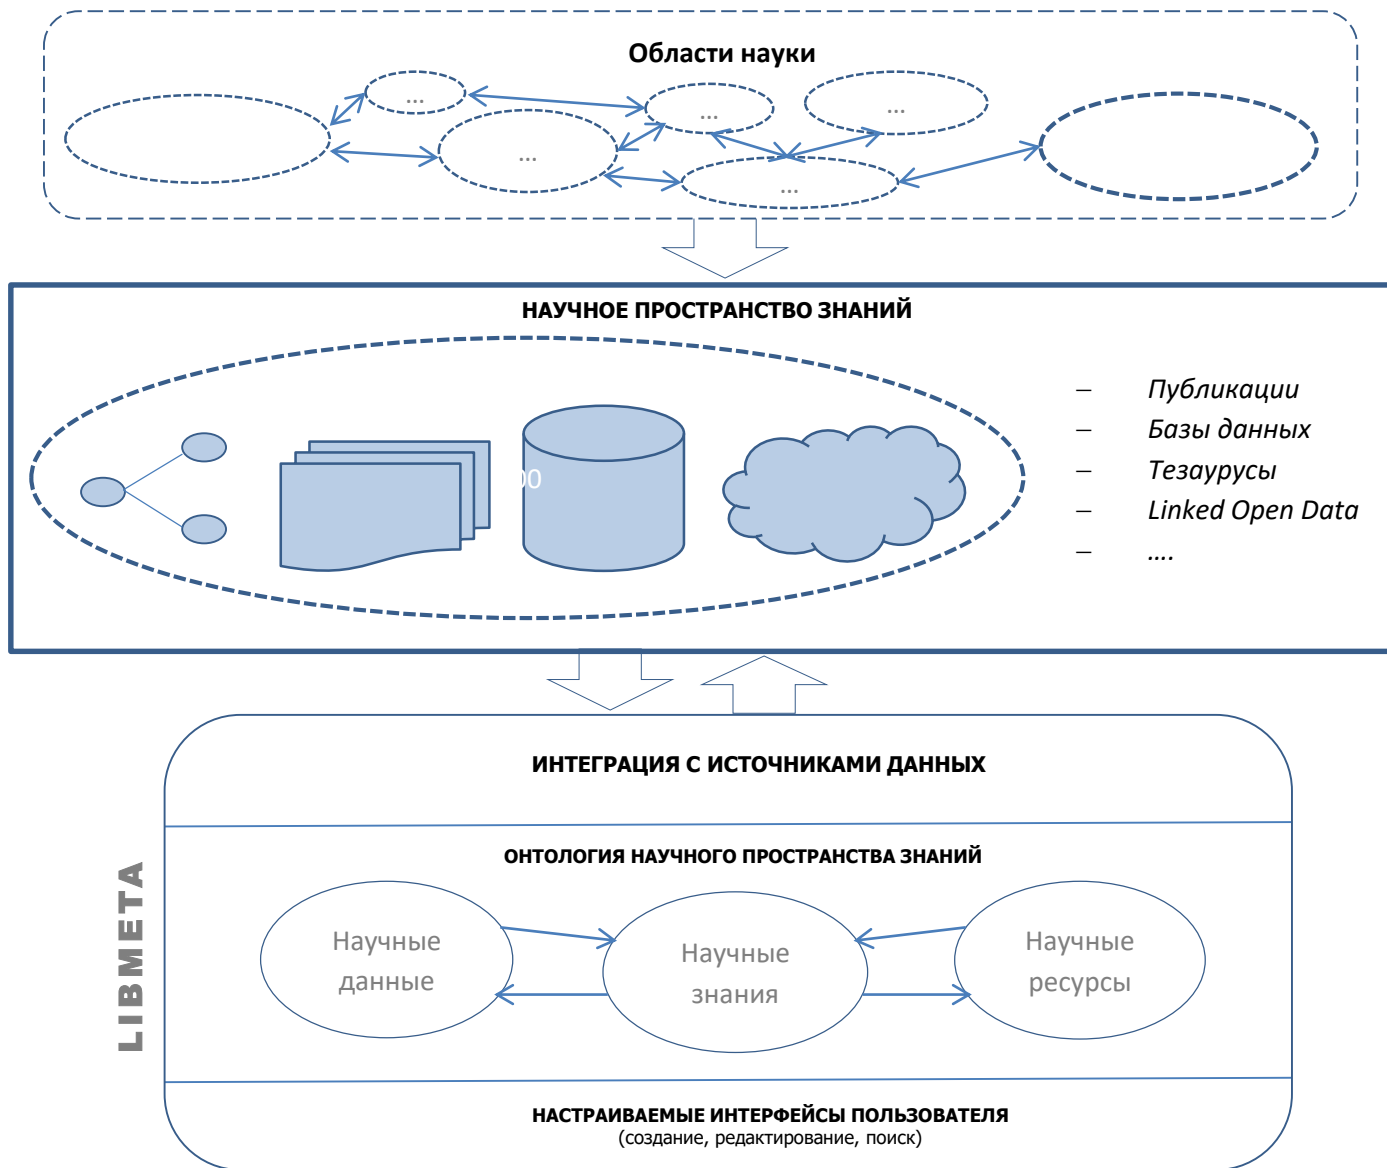 Области науки
...
...
...
...
...
НАУЧНОЕ ПРОСТРАНСТВО ЗНАНИЙ
– Публикации
– Базы данных
– Тезаурусы
– Linked Open Data
– ….
00
ИНТЕГРАЦИЯ С ИСТОЧНИКАМИ ДАННЫХ
LIBMETA
ОНТОЛОГИЯ НАУЧНОГО ПРОСТРАНСТВА ЗНАНИЙ
Научные
данные
Научные
знания
Научные
ресурсы
НАСТРАИВАЕМЫЕ ИНТЕРФЕЙСЫ ПОЛЬЗОВАТЕЛЯ
(создание, редактирование, поиск)